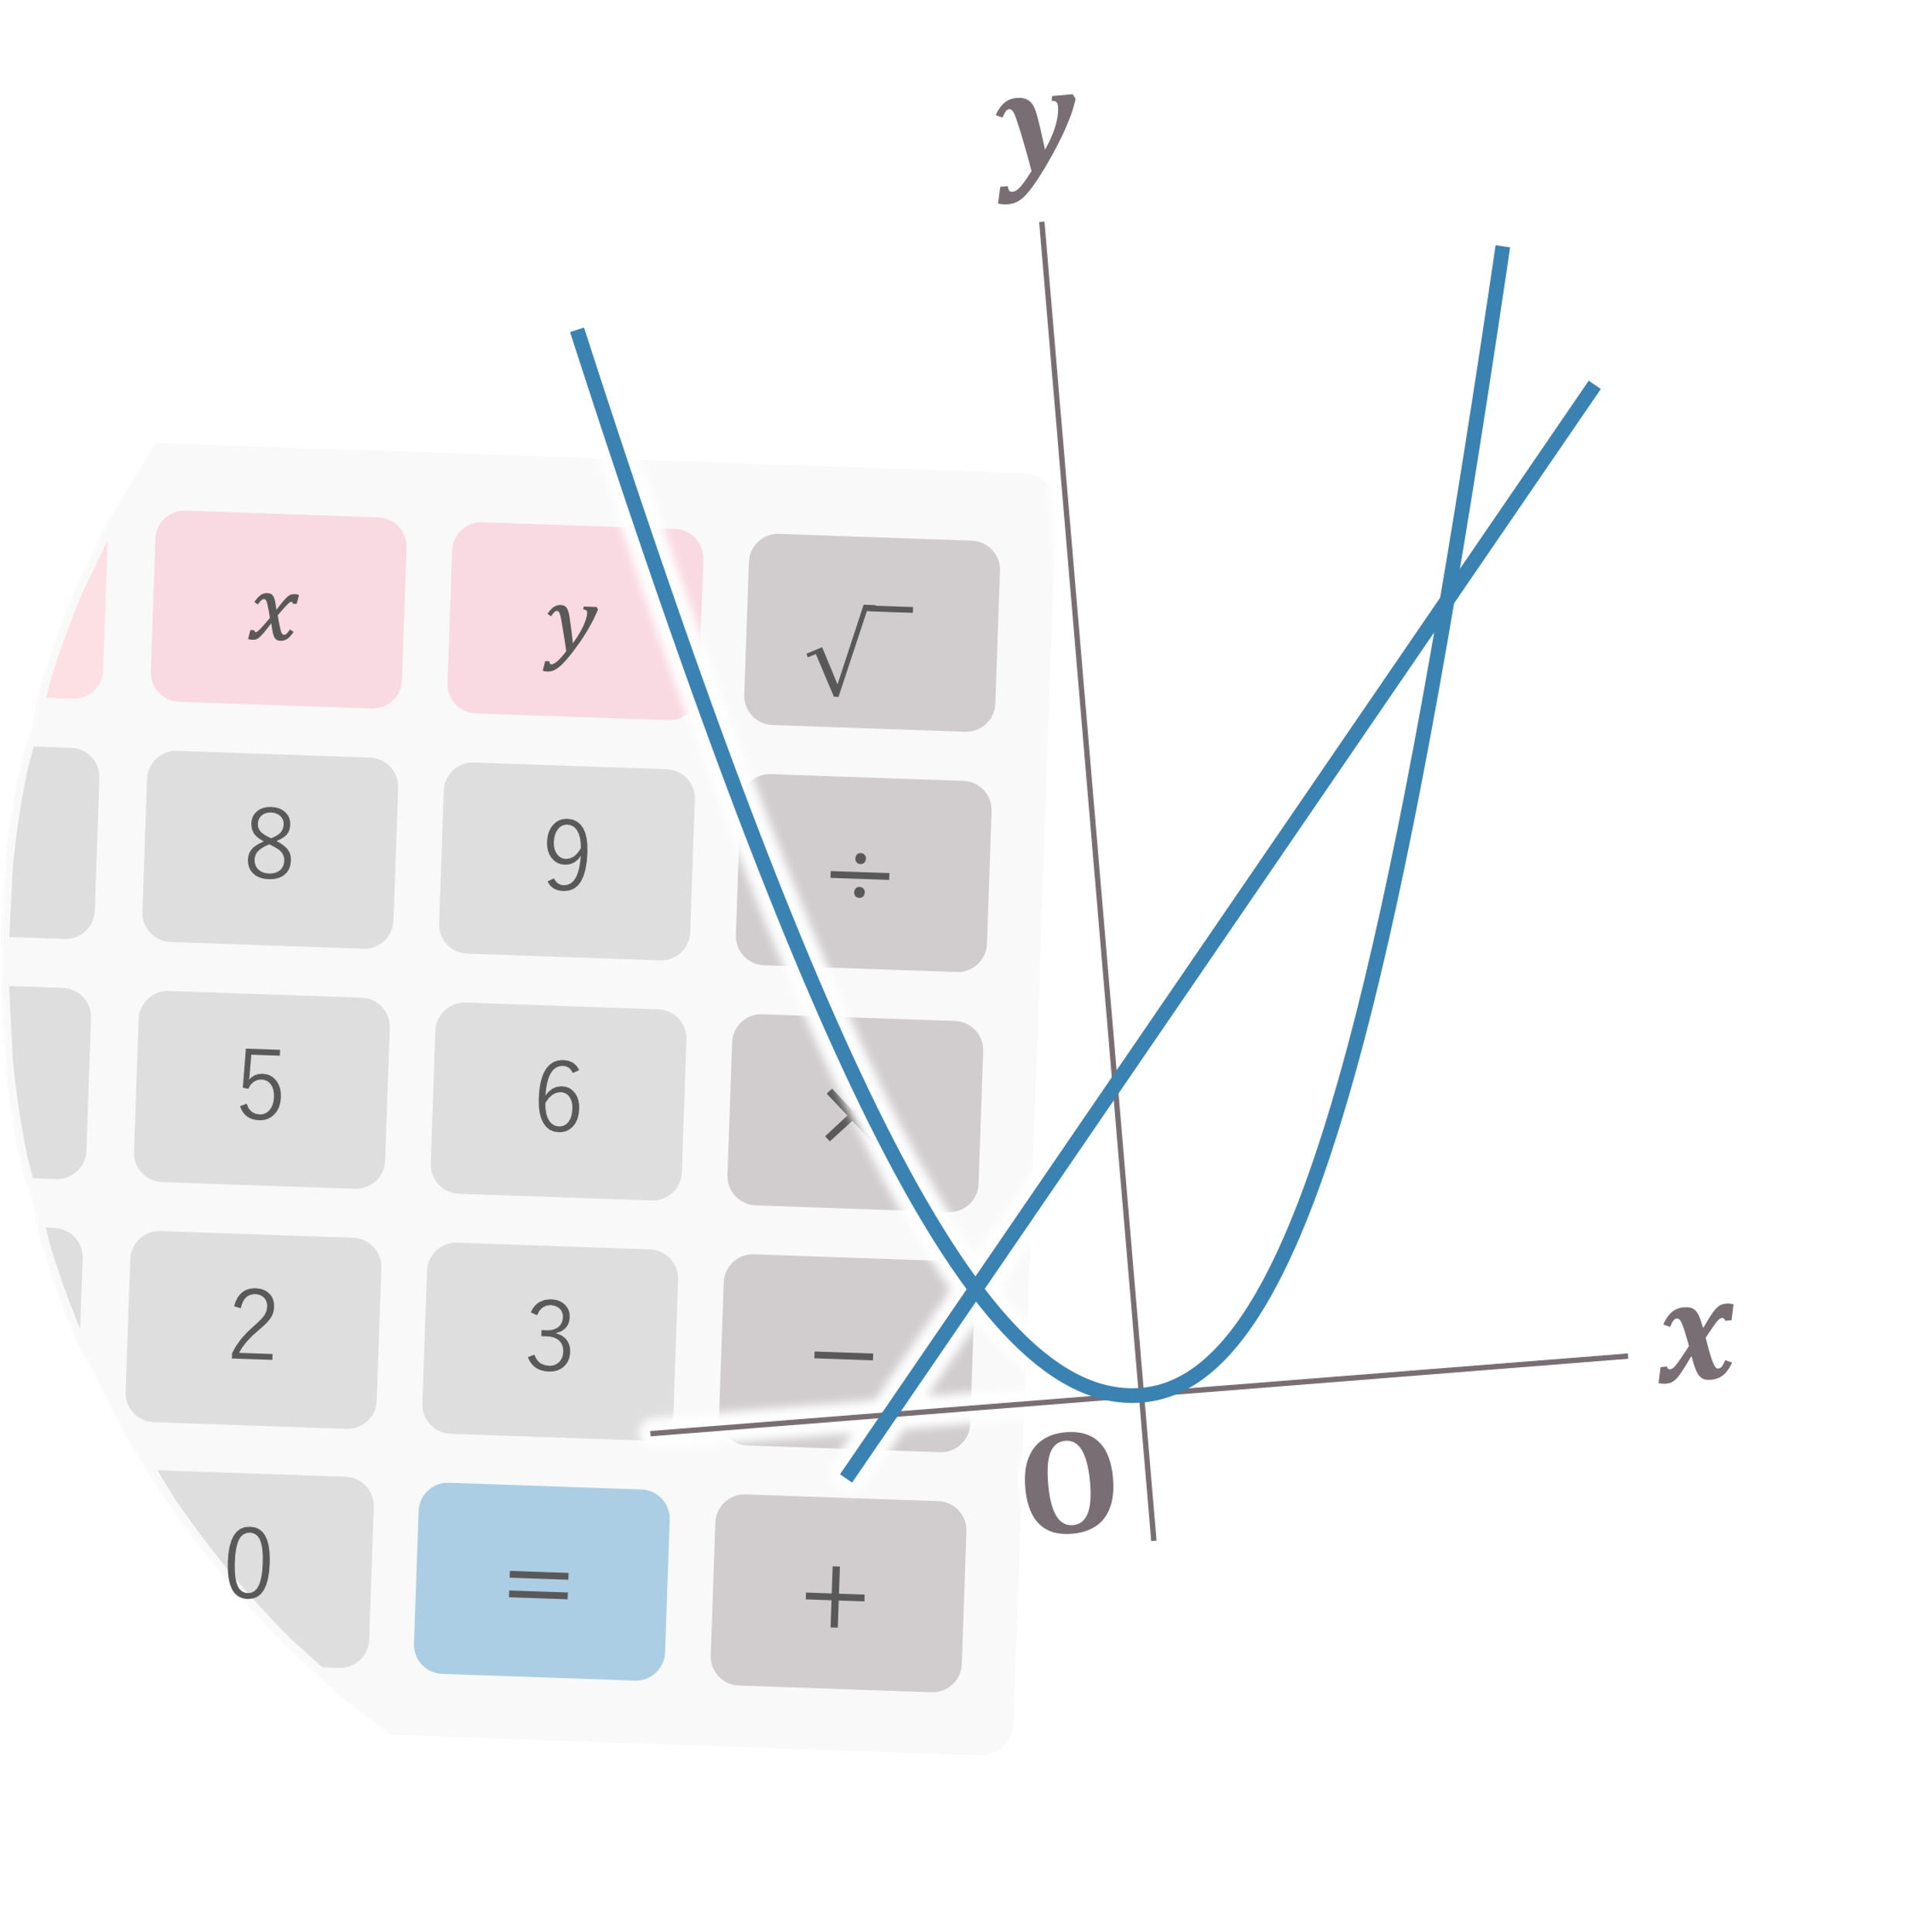 y
x y √
8 9 ÷
5 6 ×
2 3 −
x
O
0 = +